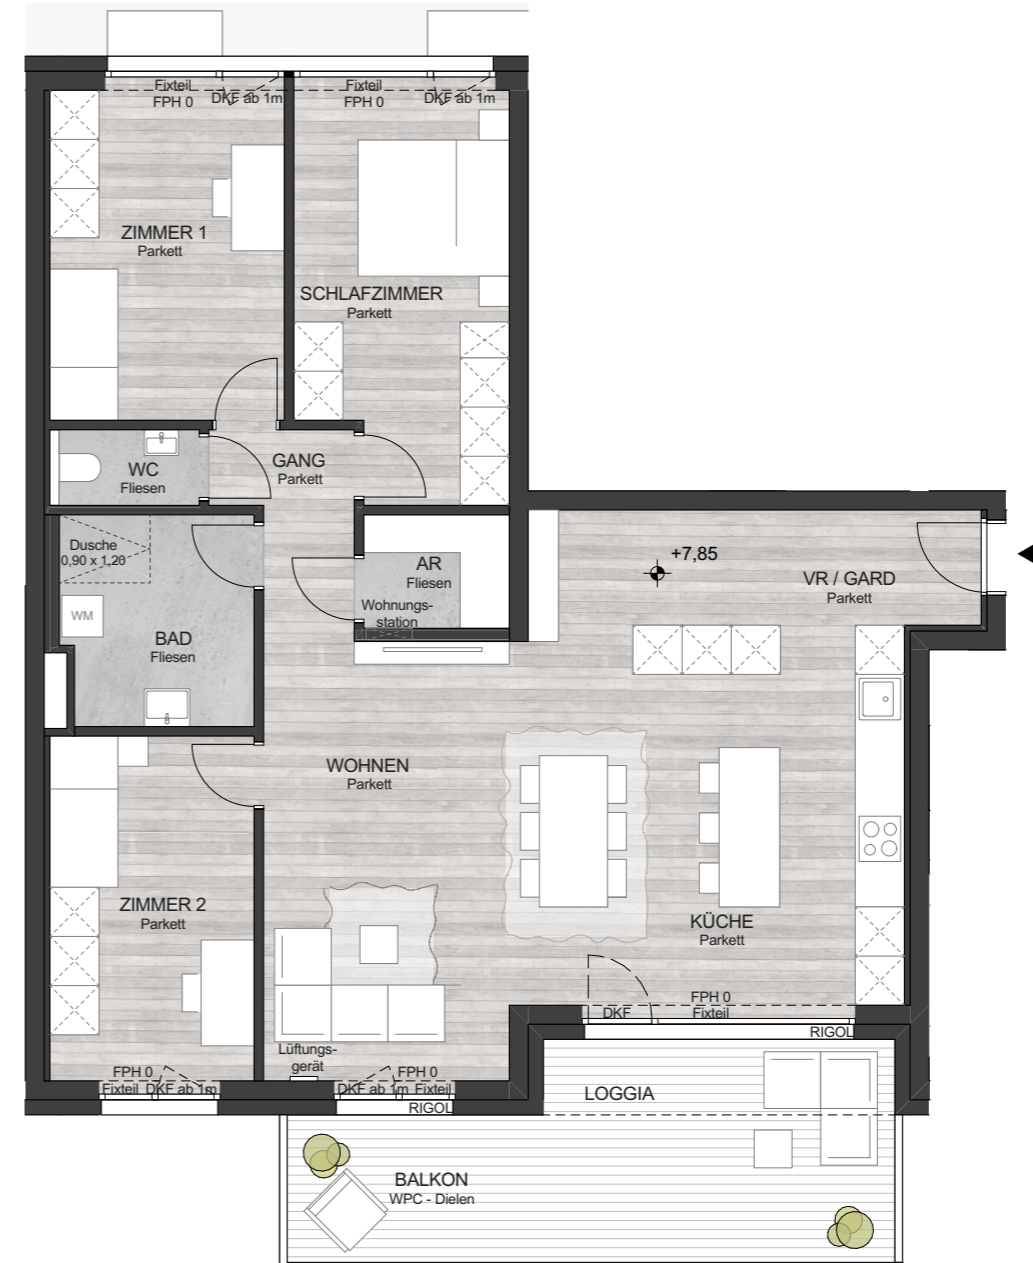 Fixteil
FPH 0
DKF ab 1m
Fixteil
FPH 0
DKF ab 1m
ZIMMER 1
Parkett
SCHLAFZIMMER
Parkett
WC
Fliesen
GANG
Parkett
Dusche
0,90 x 1,20
WM
BAD
Fliesen
AR
Fliesen
Wohnungs-
station
+7,85
VR / GARD
Parkett
WOHNEN
Parkett
ZIMMER 2
Parkett
KÜCHE
Parkett
FPH 0
DKF
Fixteil
RIGOL
Lüftungs-
gerät
FPH 0
Fixteil
DKF ab 1m
FPH 0
DKF ab 1m
Fixteil
RIGOL
LOGGIA
BALKON
WPC - Dielen